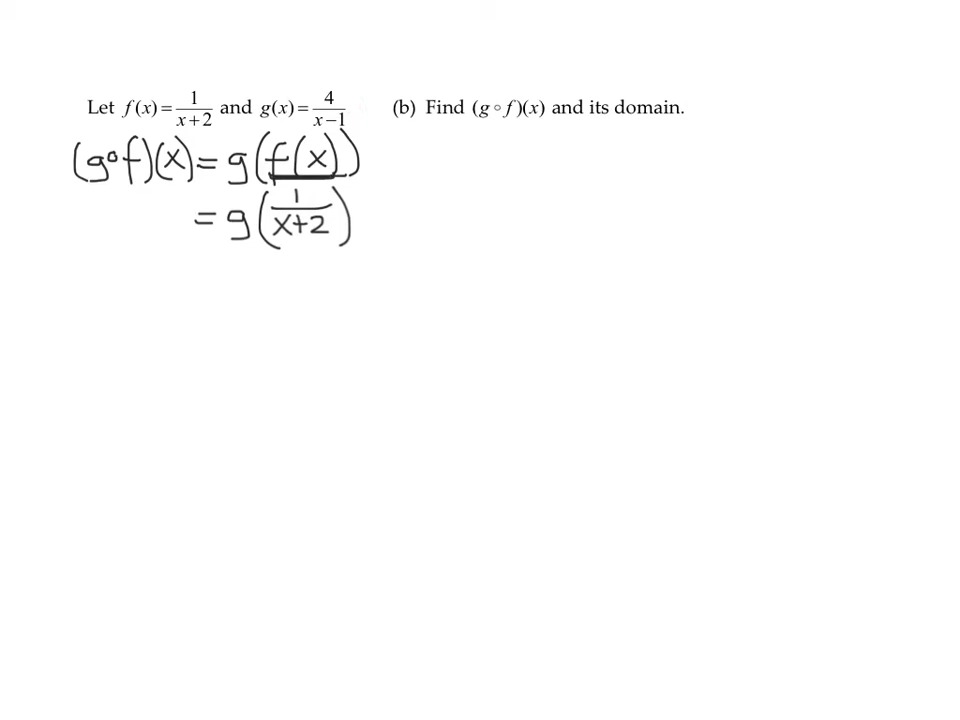 Let f(x) = 1/(x+2) and g(x) = 4/(x−1) (b) Find (g ∘ f)(x) and its domain.
(g∘f)(x) = g(f(x))
= g(1/(x+2))